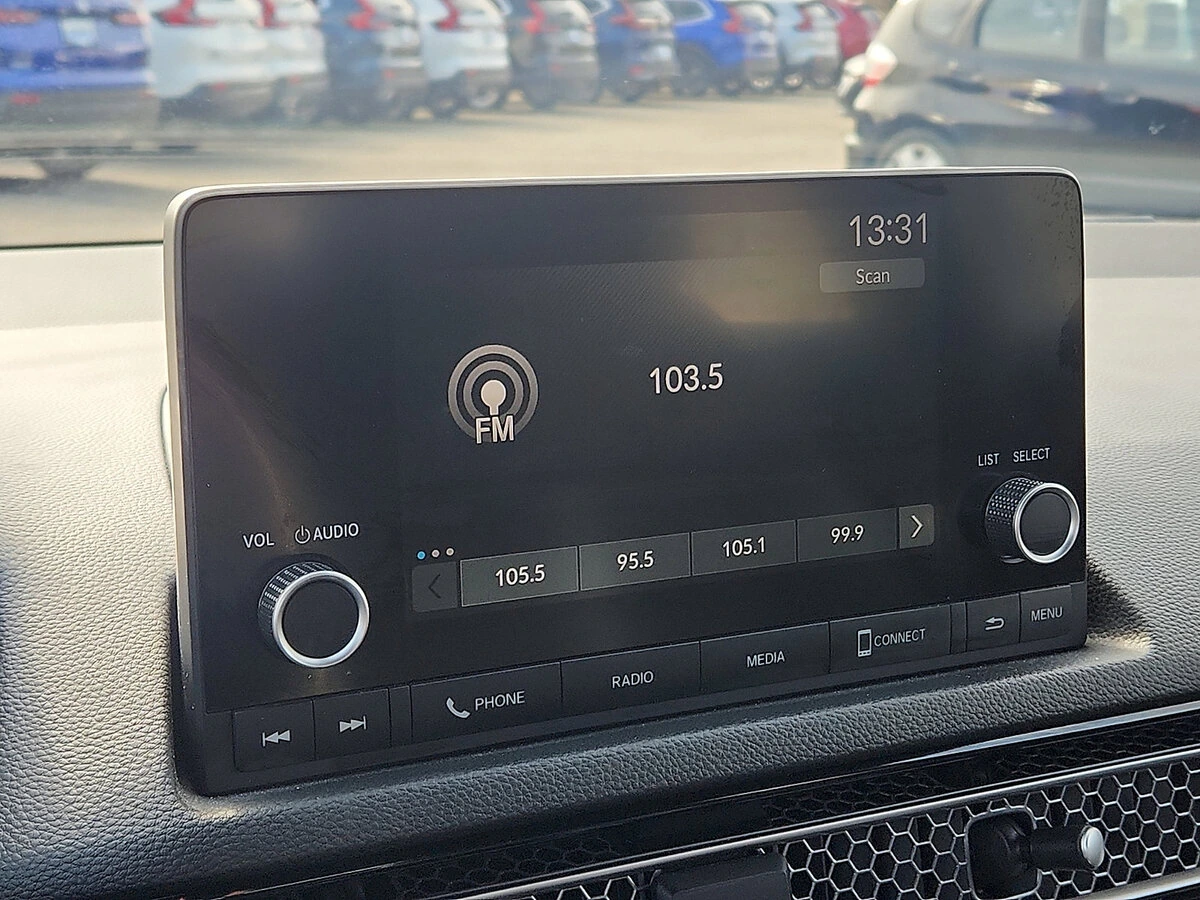 13:31
Scan
103.5
FM
LIST SELECT
VOL AUDIO
105.5 95.5 105.1 99.9
PHONE RADIO MEDIA CONNECT MENU